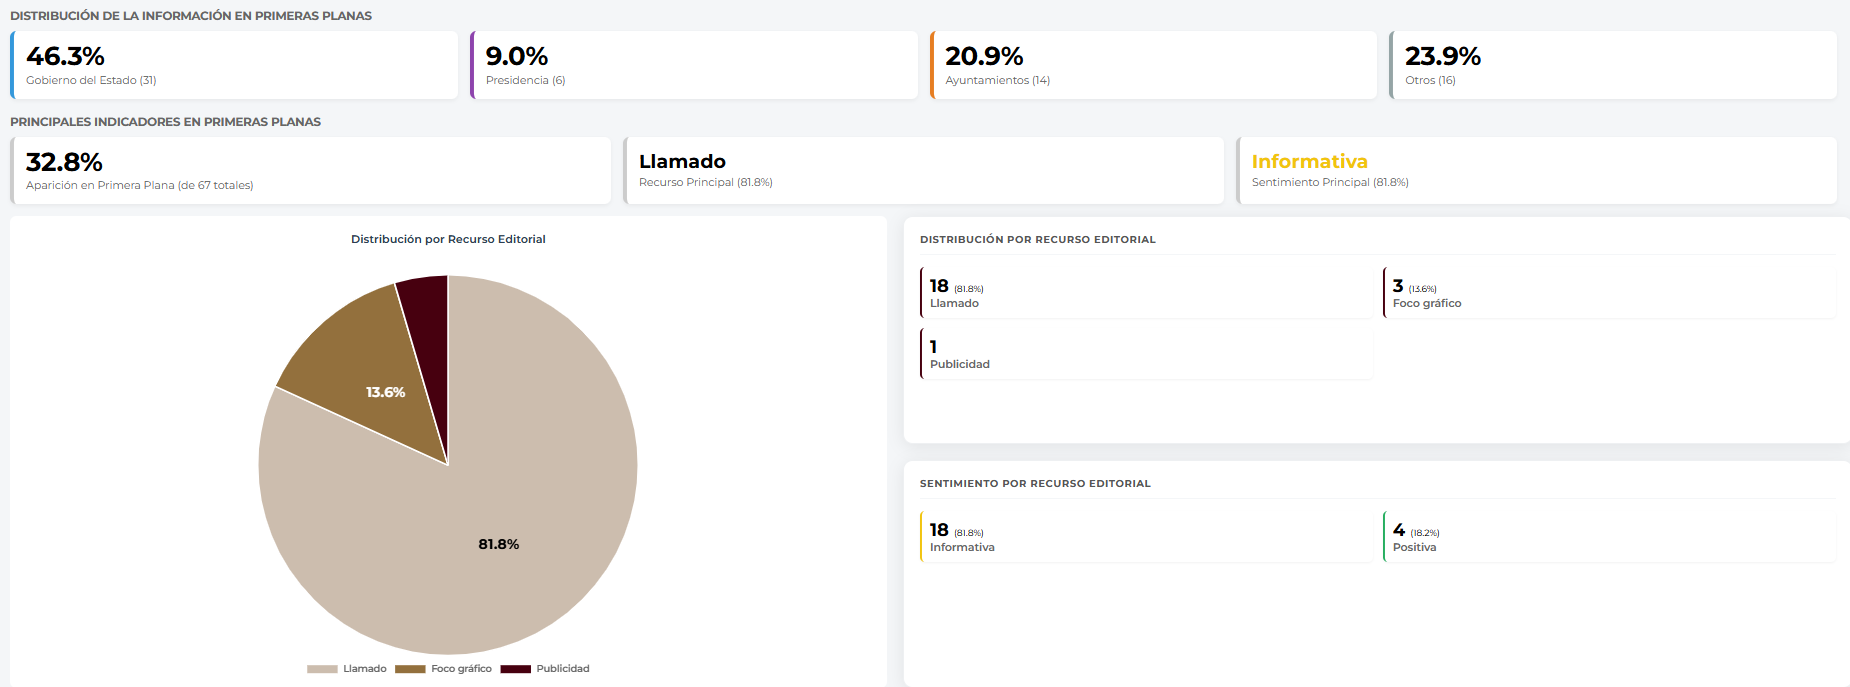 DISTRIBUCIÓN DE LA INFORMACIÓN EN PRIMERAS PLANAS
46.3%
Gobierno del Estado (31)
9.0%
Presidencia (6)
20.9%
Ayuntamientos (14)
23.9%
Otros (16)
PRINCIPALES INDICADORES EN PRIMERAS PLANAS
32.8%
Aparición en Primera Plana (de 67 totales)
Llamado
Recurso Principal (81.8%)
Informativa
Sentimiento Principal (81.8%)
Distribución por Recurso Editorial
13.6%
81.8%
Llamado Foco gráfico Publicidad
DISTRIBUCIÓN POR RECURSO EDITORIAL
18 (81.8%)
Llamado
3 (13.6%)
Foco gráfico
1
Publicidad
SENTIMIENTO POR RECURSO EDITORIAL
18 (81.8%)
Informativa
4 (18.2%)
Positiva